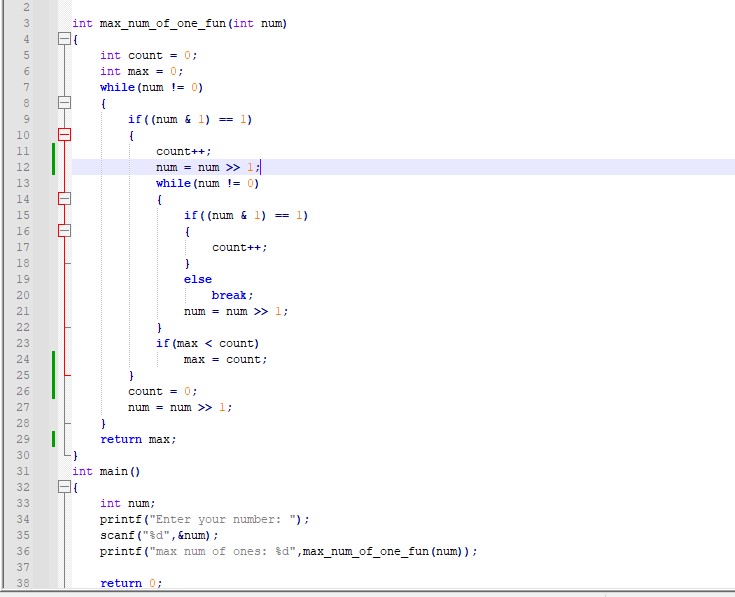 2
3 int max_num_of_one_fun(int num)
4 {
5 int count = 0;
6 int max = 0;
7 while(num != 0)
8 {
9 if((num & 1) == 1)
10 {
11 count++;
12 num = num >> 1;
13 while(num != 0)
14 {
15 if((num & 1) == 1)
16 {
17 count++;
18 }
19 else
20 break;
21 num = num >> 1;
22 }
23 if(max < count)
24 max = count;
25 }
26 count = 0;
27 num = num >> 1;
28 }
29 return max;
30 }
31 int main()
32 {
33 int num;
34 printf("Enter your number: ");
35 scanf("%d",&num);
36 printf("max num of ones: %d",max_num_of_one_fun(num));
37
38 return 0;